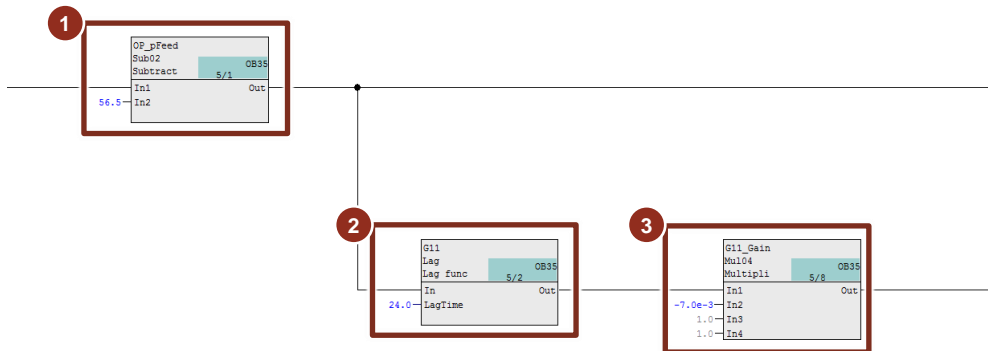 1
OP_pFeed
Sub02
Subtract
OB35
5/1
In1 Out
56.5 In2
2
G11
Lag
Lag func
OB35
5/2
In Out
24.0 LagTime
3
G11_Gain
Mul04
Multipli
OB35
5/8
In1 Out
-7.0e-3 In2
1.0 In3
1.0 In4